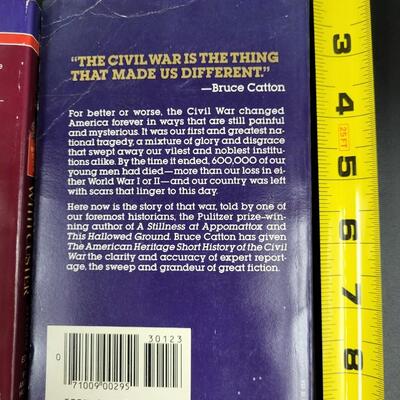 "THE CIVIL WAR IS THE THING
THAT MADE US DIFFERENT."
—Bruce Catton
For better or worse, the Civil War changed
America forever in ways that are still painful
and mysterious. It was our first and greatest na-
tional tragedy, a mixture of glory and disgrace
that swept away our vilest and noblest institu-
tions alike. By the time it ended, 600,000 of our
young men had died—more than our loss in ei-
ther World War I or II—and our country was left
with scars that linger to this day.
Here now is the story of that war, told by one of
our foremost historians, the Pulitzer prize-win-
ning author of A Stillness at Appomattox and
This Hallowed Ground. Bruce Catton has given
The American Heritage Short History of the Civil
War the clarity and accuracy of expert report-
age, the sweep and grandeur of great fiction.
30123
0
71009 00295
3
4
25 FT
5
6
7
8